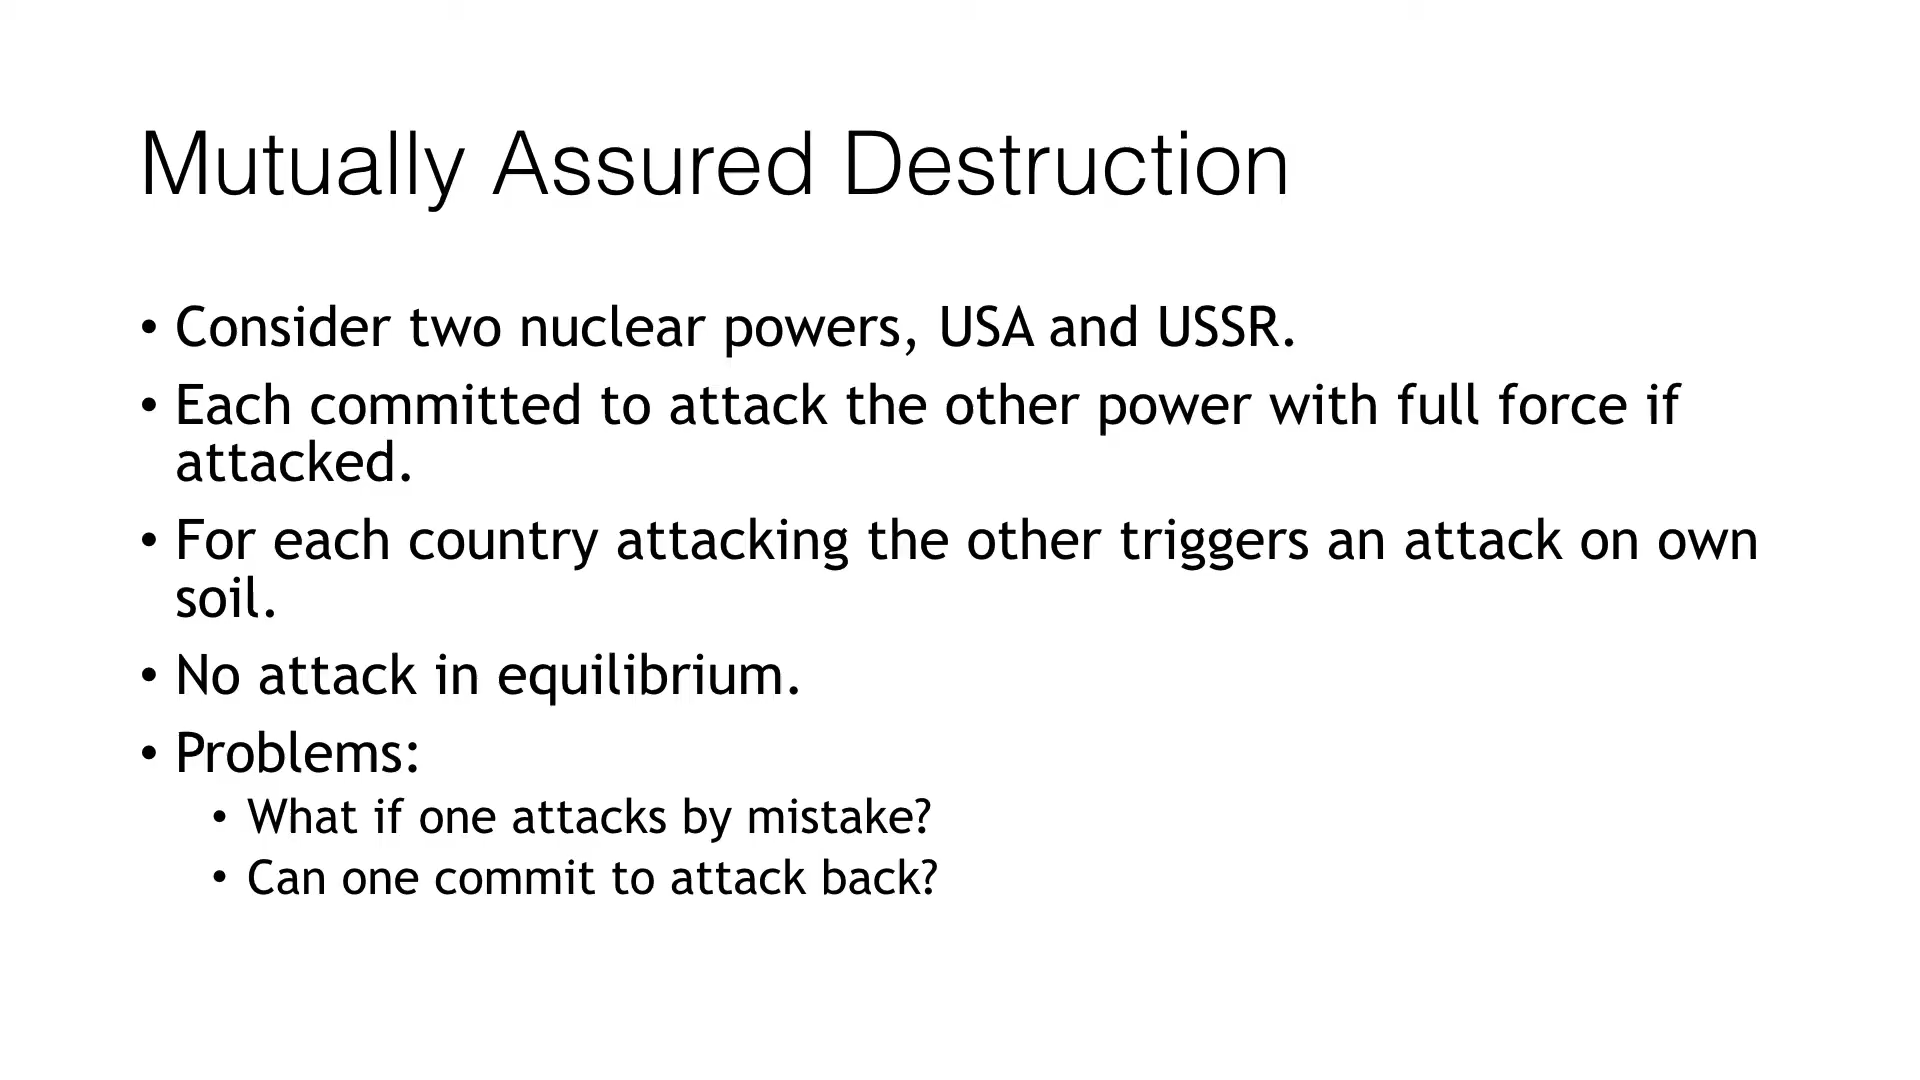 Mutually Assured Destruction
• Consider two nuclear powers, USA and USSR.
• Each committed to attack the other power with full force if
attacked.
• For each country attacking the other triggers an attack on own
soil.
• No attack in equilibrium.
• Problems:
• What if one attacks by mistake?
• Can one commit to attack back?